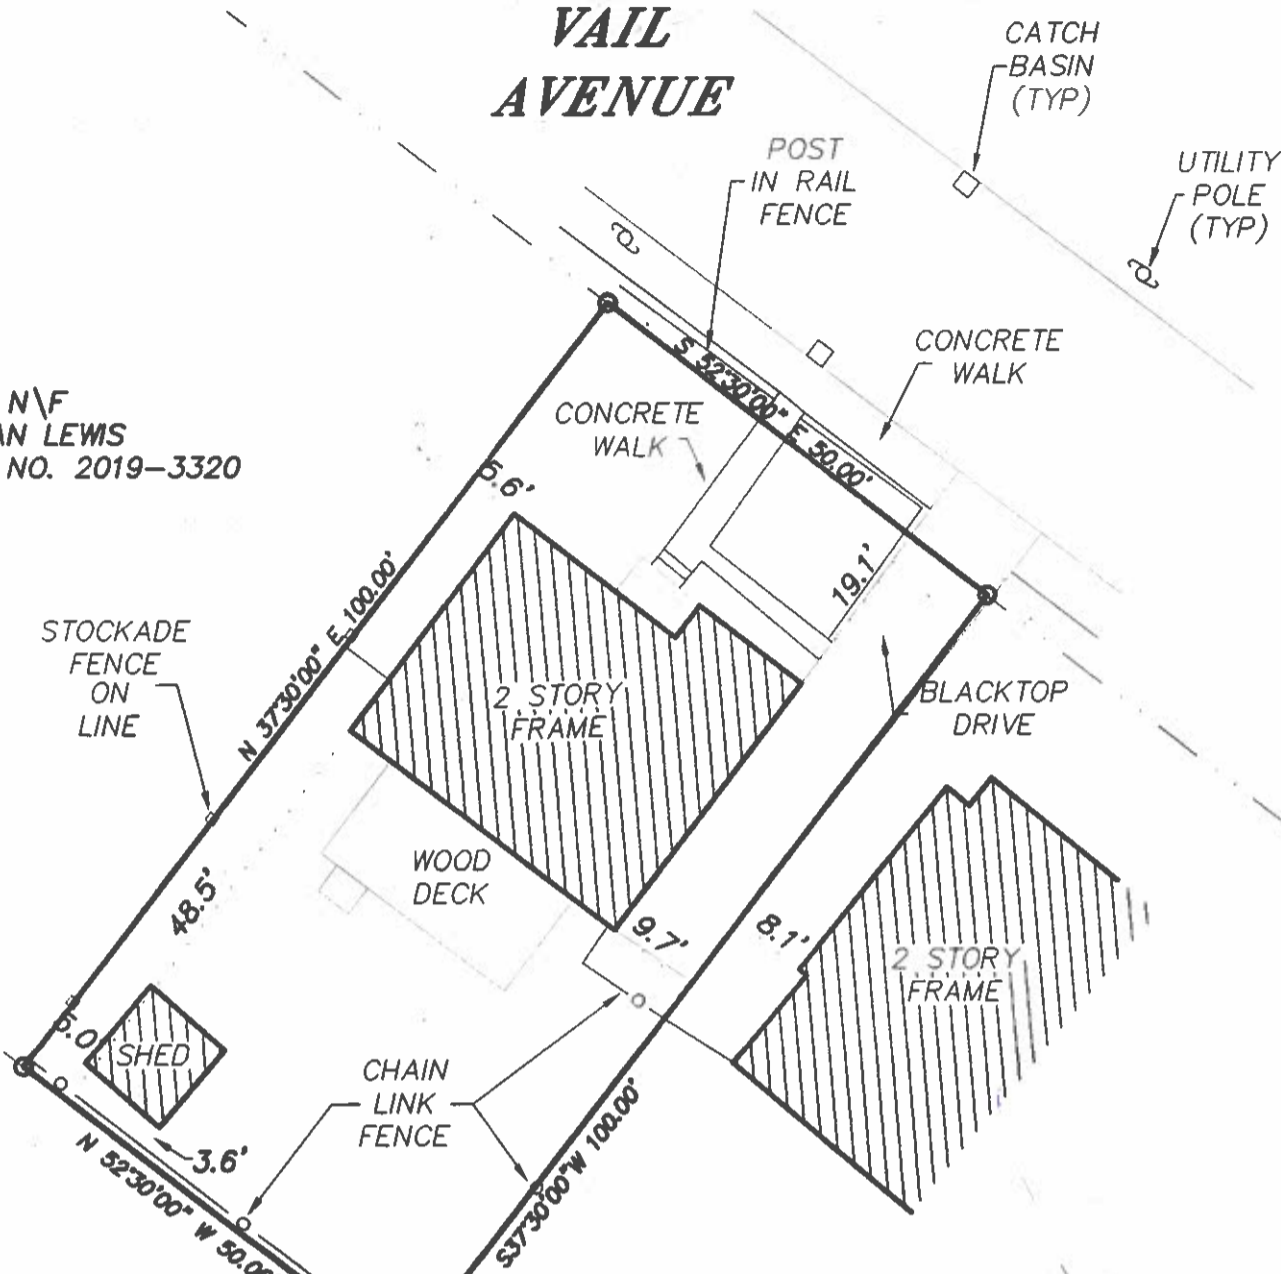 VAIL
AVENUE
CATCH
BASIN
(TYP)
POST
IN RAIL
FENCE
UTILITY
POLE
(TYP)
CONCRETE
WALK
S 52°30'00" E 50.00'
CONCRETE
WALK
N\F
LEWIS
NO. 2019-3320
5.6'
19.1'
N 37°30'00" E 100.00'
STOCKADE
FENCE
ON
LINE
2 STORY
FRAME
BLACKTOP
DRIVE
WOOD
DECK
48.5'
9.7'
8.1'
2 STORY
FRAME
5.0'
SHED
CHAIN
LINK
FENCE
3.6'
N 52°30'00" W 50.00
S37°30'00"W 100.00'